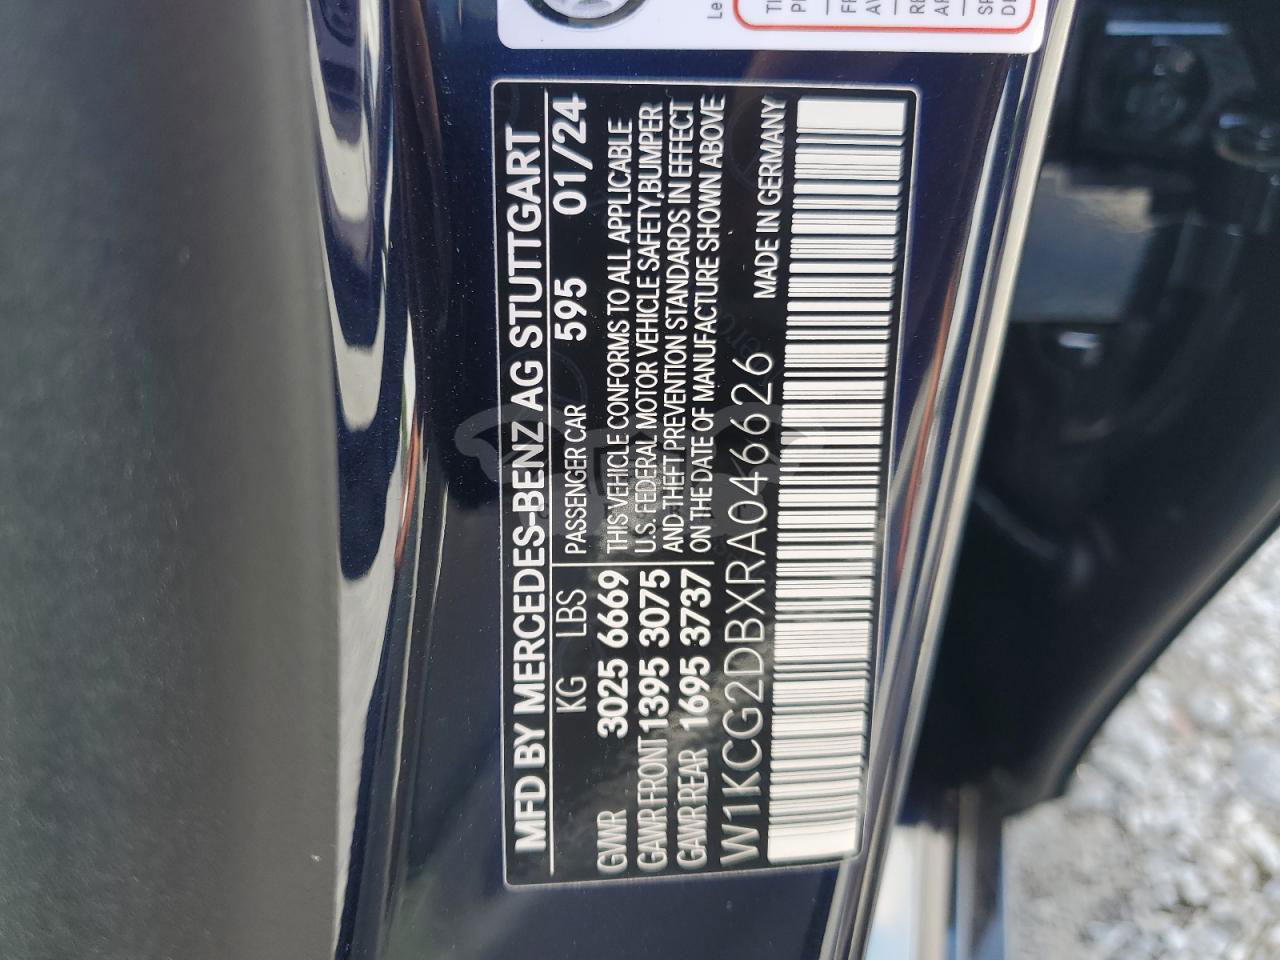 MFD BY MERCEDES-BENZ AG STUTTGART
KG LBS PASSENGER CAR 595 01/24
GVWR 3025 6669 THIS VEHICLE CONFORMS TO ALL APPLICABLE
GAWR FRONT 1395 3075 U.S. FEDERAL MOTOR VEHICLE SAFETY,BUMPER
GAWR REAR 1695 3737 AND THEFT PREVENTION STANDARDS IN EFFECT
ON THE DATE OF MANUFACTURE SHOWN ABOVE
W1KCG2DBXRA046626 MADE IN GERMANY